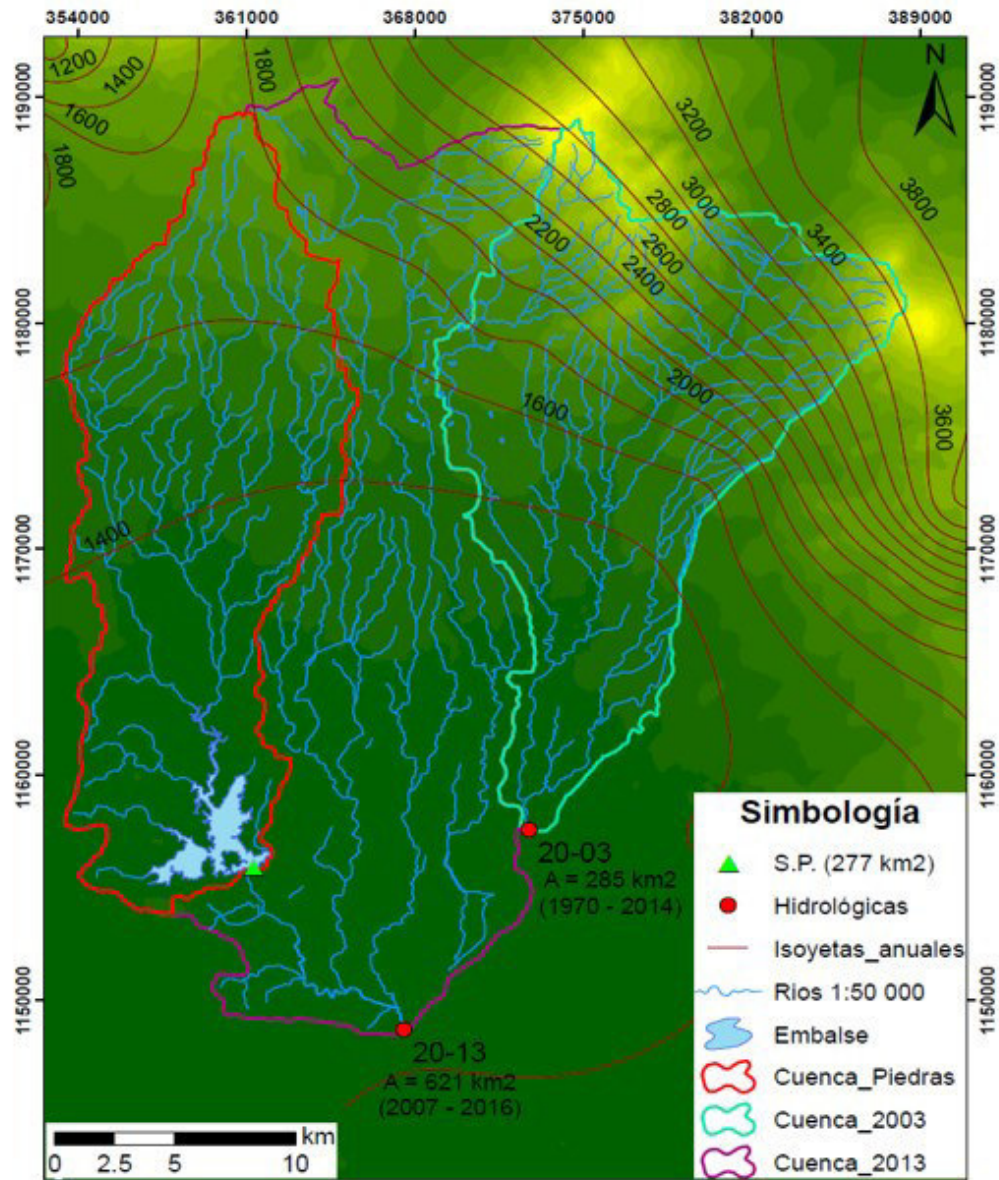 354000 361000 368000 375000 382000 389000
N
1190000
1180000
1170000
1160000
1150000
1190000
1180000
1170000
1160000
1150000
1200
1400
1600
1800
1800
3200
3800
3000
2800
2600
2400
2200
3400
2000
1600
3600
1400
20-03
A = 285 km2
(1970 - 2014)
20-13
A = 621 km2
(2007 - 2016)
km
0 2.5 5 10
Simbología
S.P. (277 km2)
Hidrológicas
Isoyetas_anuales
Rios 1:50 000
Embalse
Cuenca_Piedras
Cuenca_2003
Cuenca_2013